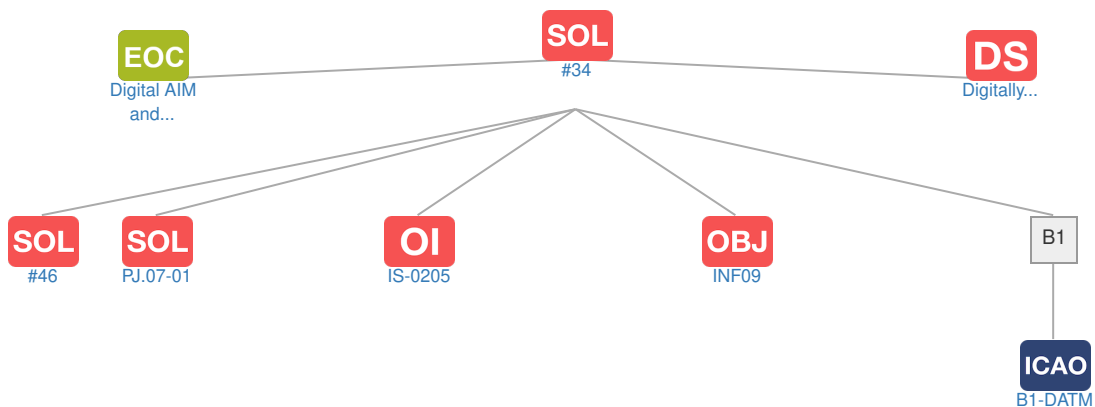 EOC
Digital AIM
and...
SOL
#34
DS
Digitally...
SOL
#46
SOL
PJ.07-01
OI
IS-0205
OBJ
INF09
B1
ICAO
B1-DATM